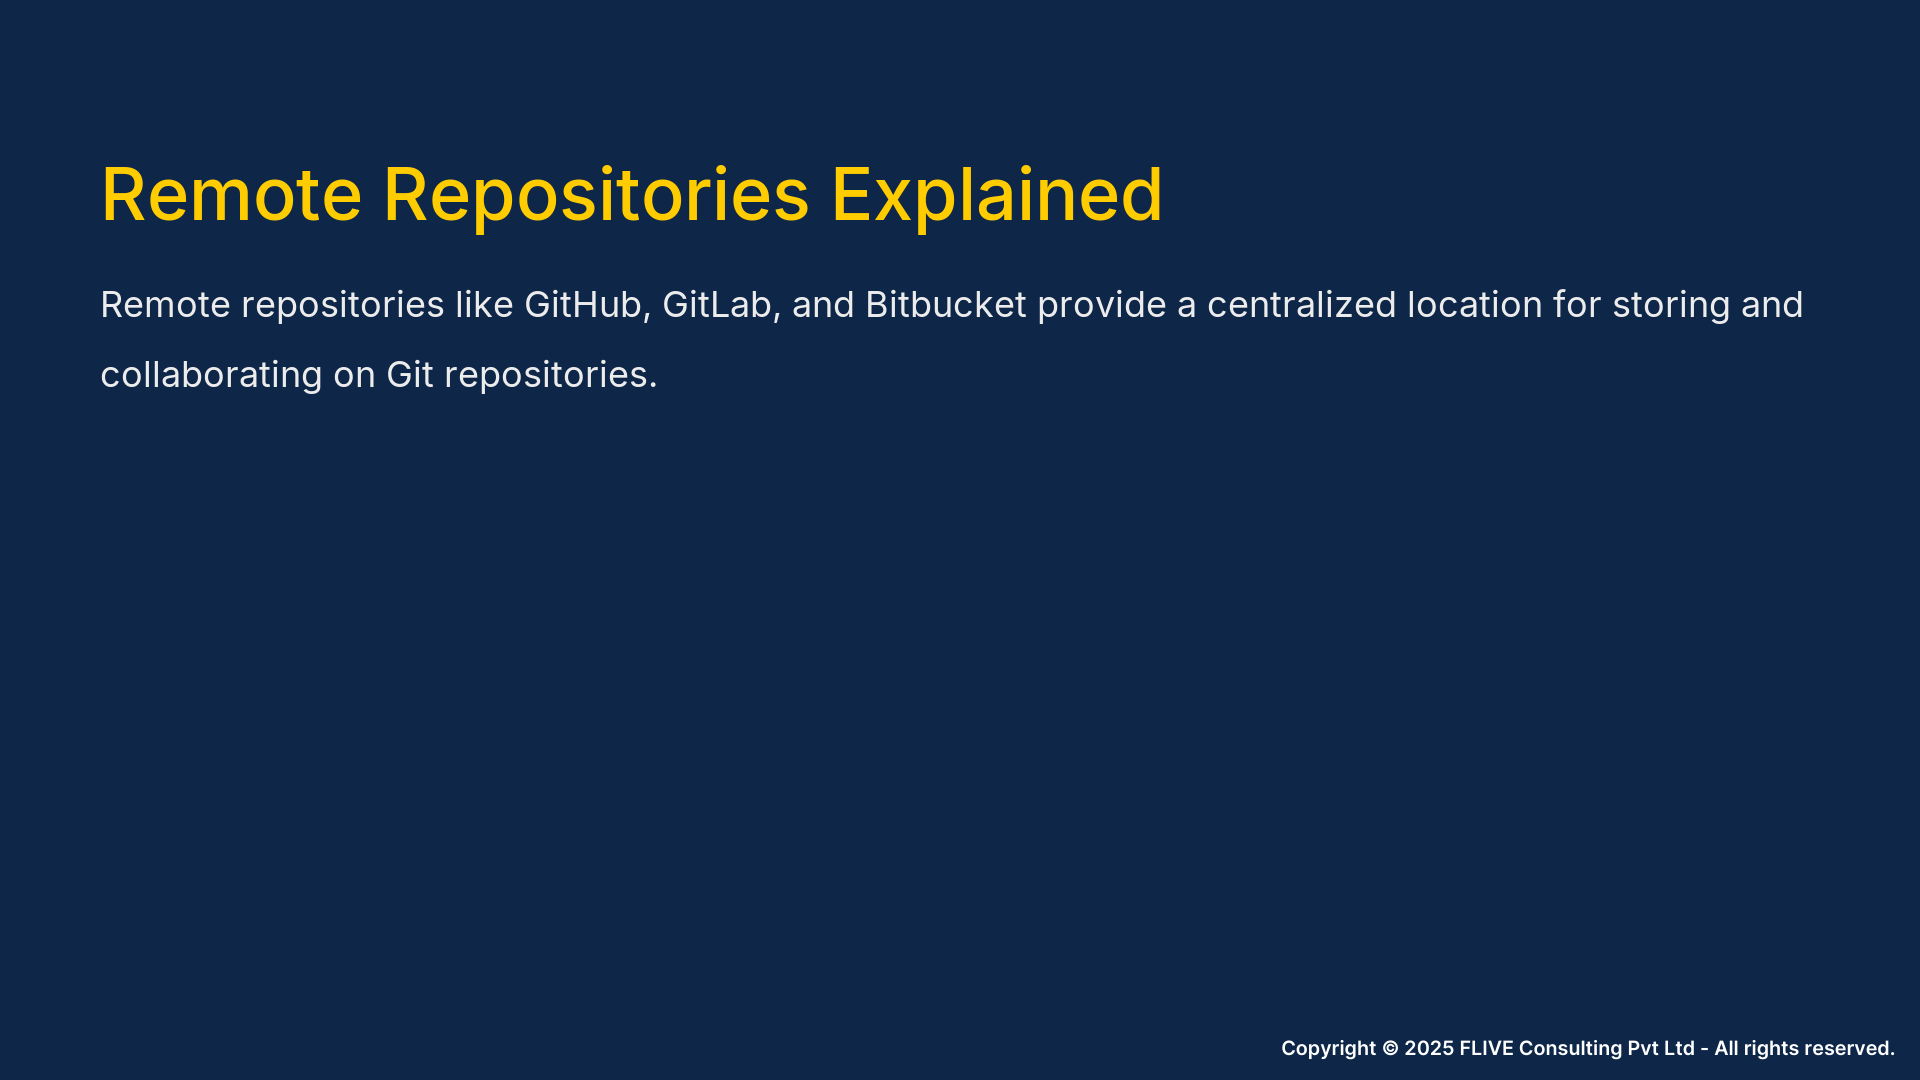 Remote Repositories Explained
Remote repositories like GitHub, GitLab, and Bitbucket provide a centralized location for storing and
collaborating on Git repositories.
Copyright © 2025 FLIVE Consulting Pvt Ltd - All rights reserved.